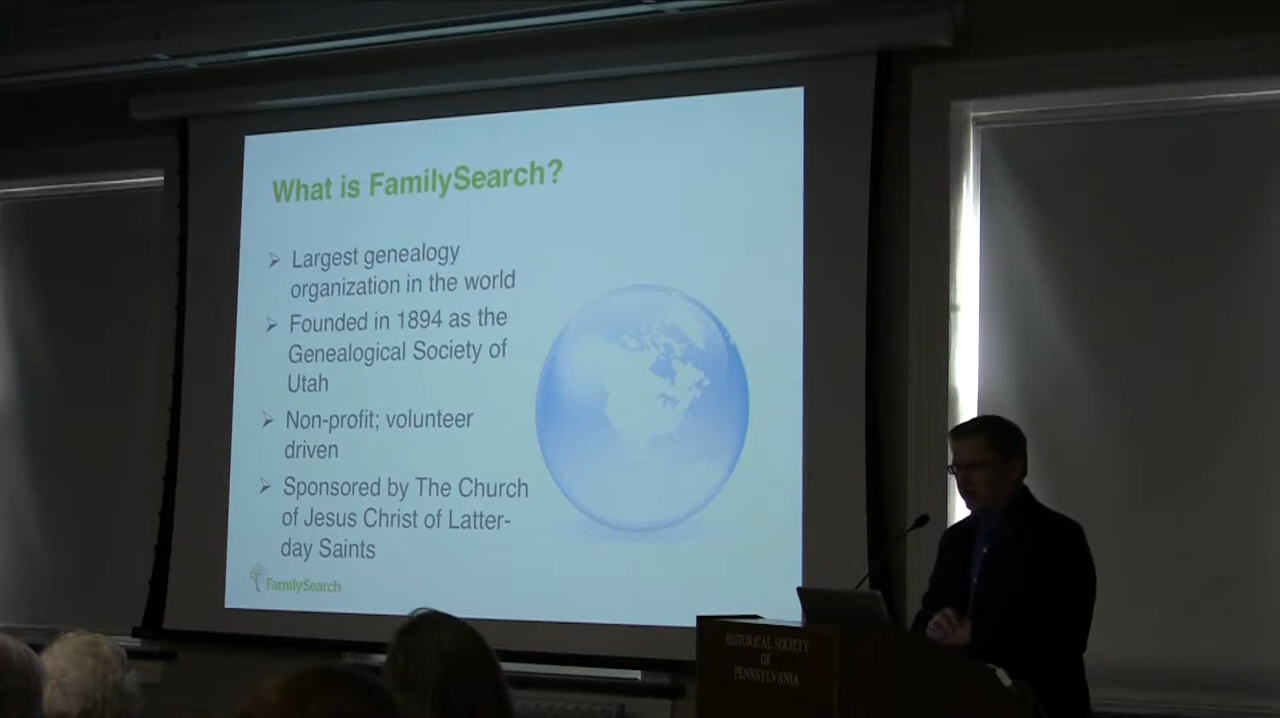 What is FamilySearch?
Largest genealogy
organization in the world
Founded in 1894 as the
Genealogical Society of
Utah
Non-profit; volunteer
driven
Sponsored by The Church
of Jesus Christ of Latter-
day Saints
FamilySearch
HISTORICAL SOCIETY
OF
PENNSYLVANIA